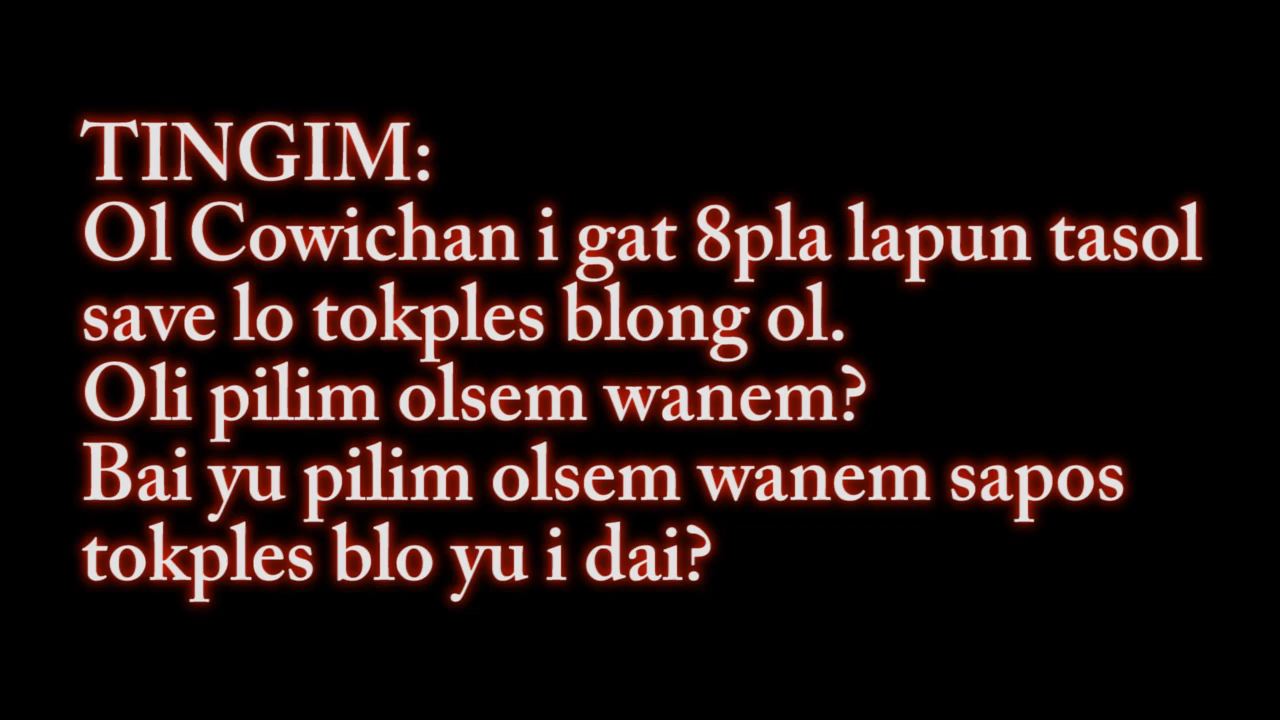 TINGIM:
Ol Cowichan i gat 8pla lapun tasol
save lo tokples blong ol.
Oli pilim olsem wanem?
Bai yu pilim olsem wanem sapos
tokples blo yu i dai?